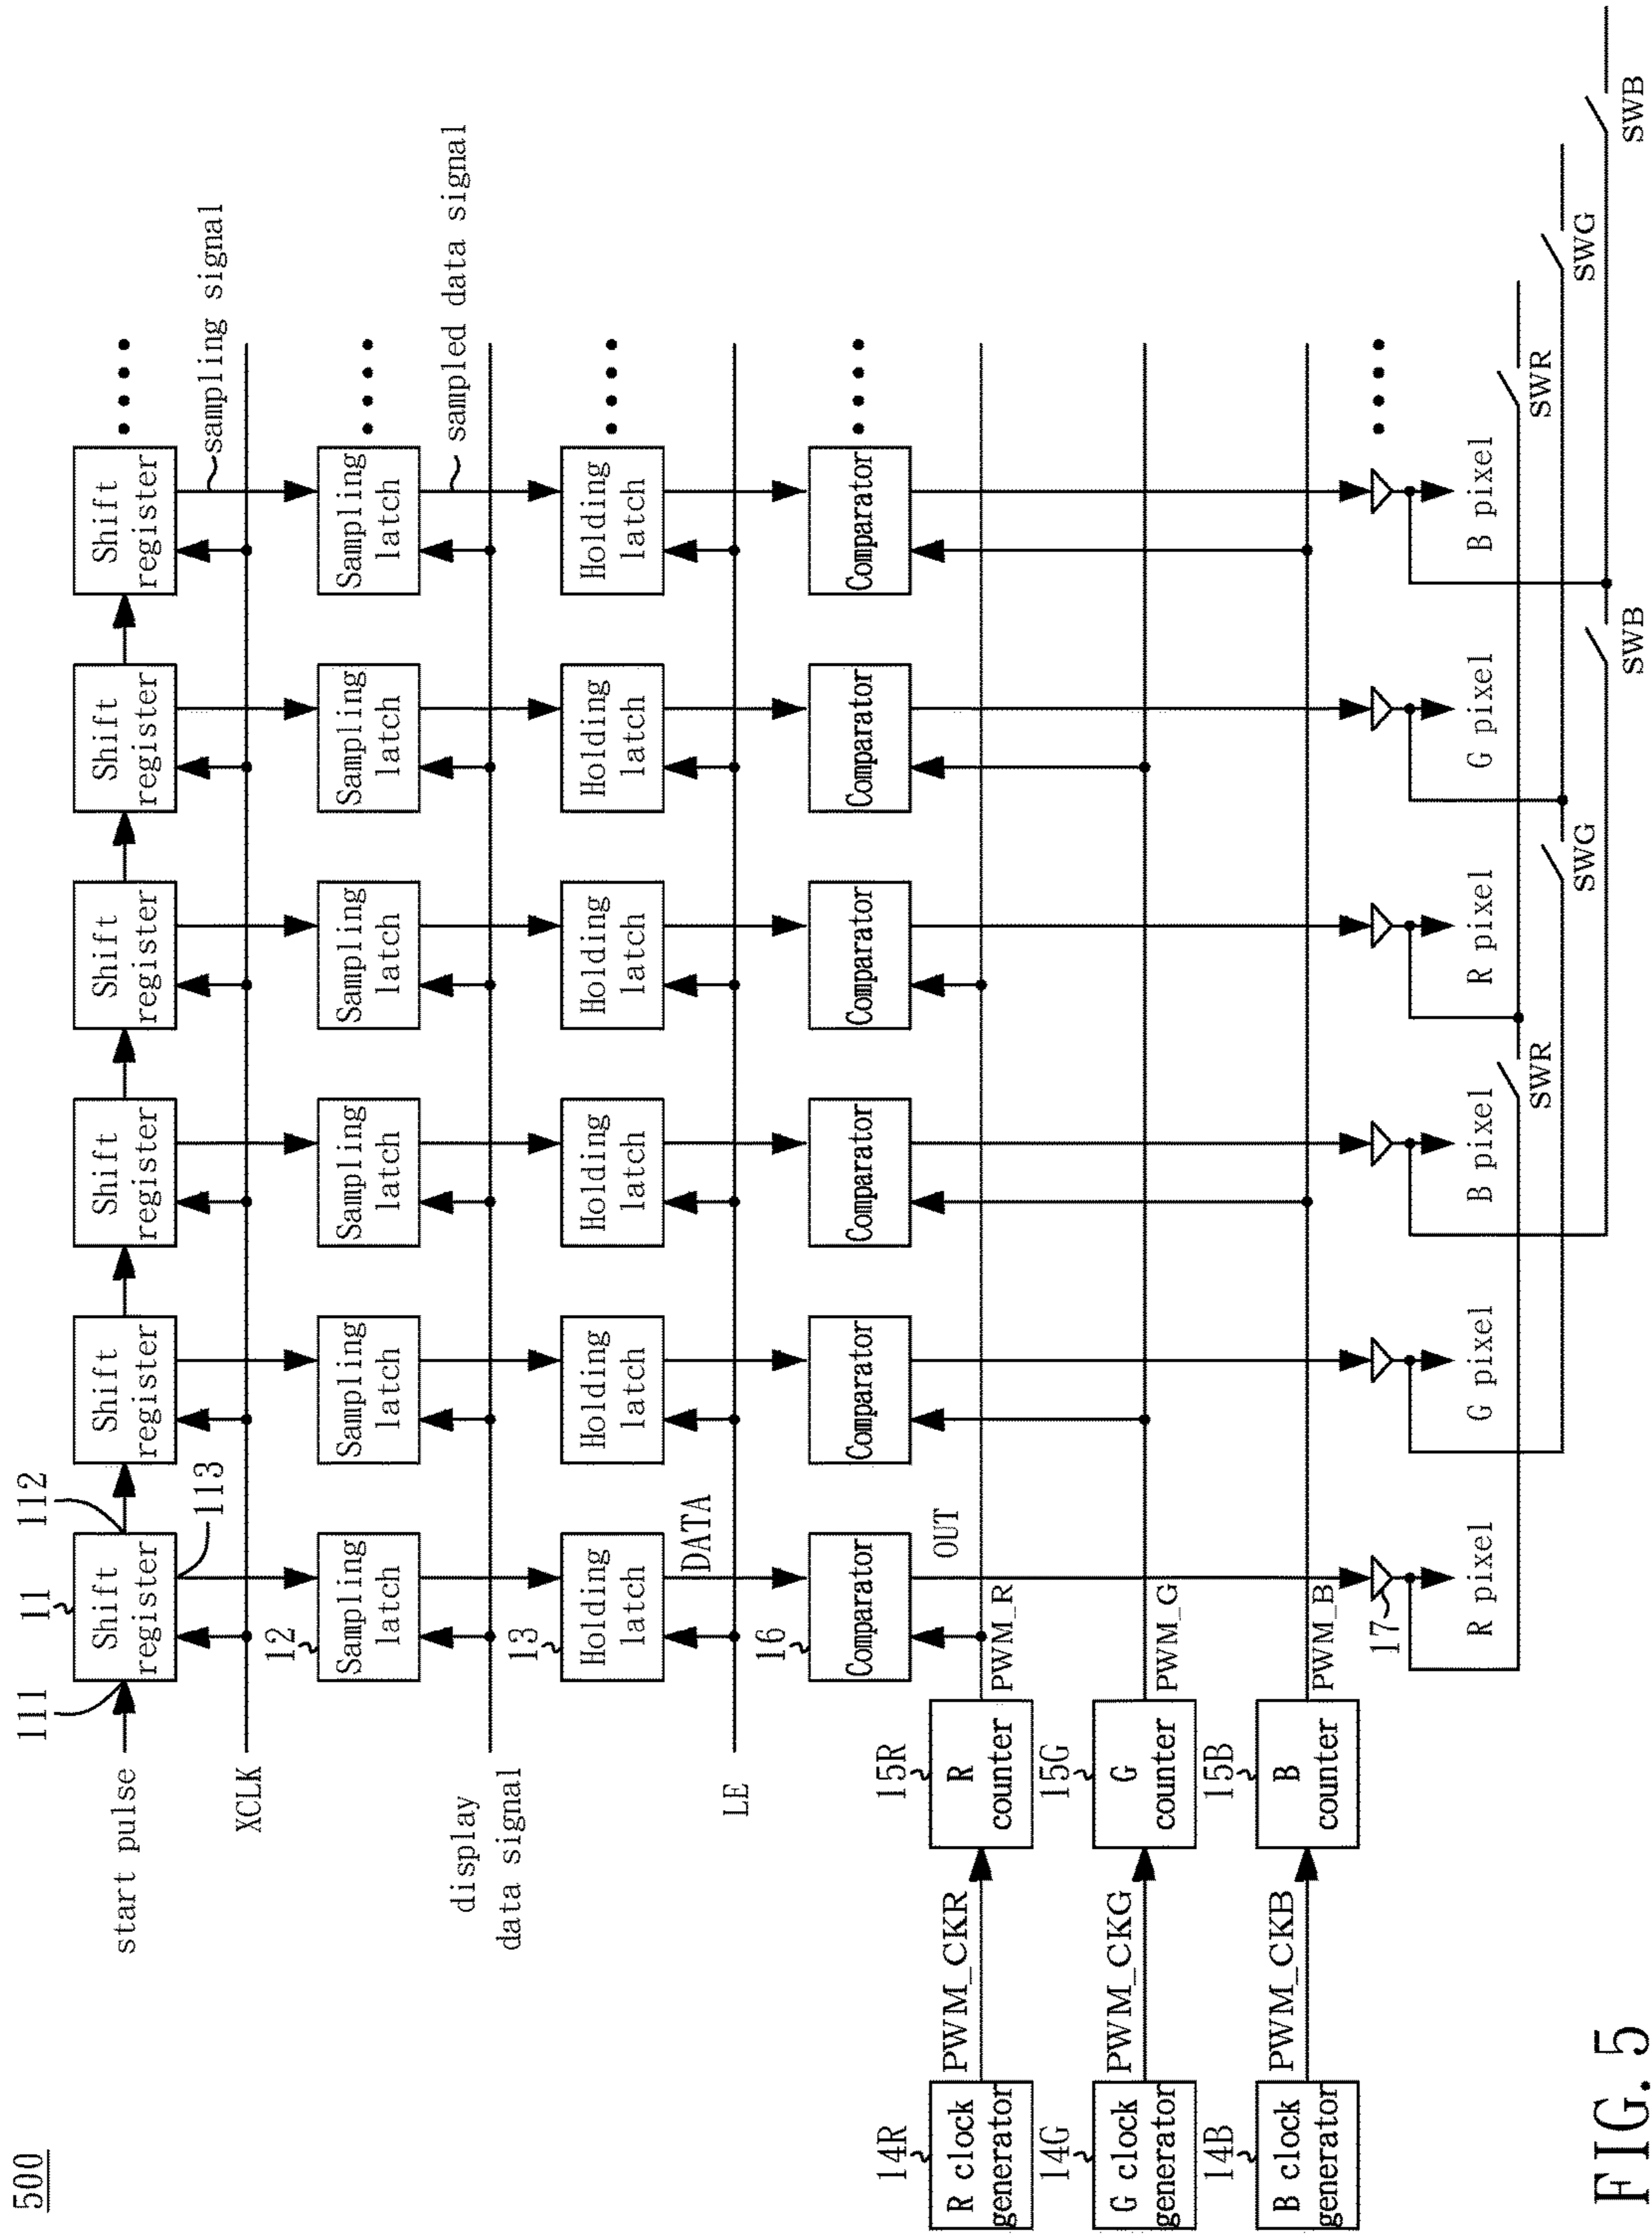 500
start pulse
111
11
Shift
register
112
113
Shift
register
Shift
register
Shift
register
Shift
register
Shift
register
sampling signal
XCLK
12
Sampling
latch
Sampling
latch
Sampling
latch
Sampling
latch
Sampling
latch
Sampling
latch
sampled data signal
display
data signal
13
Holding
latch
Holding
latch
Holding
latch
Holding
latch
Holding
latch
Holding
latch
DATA
LE
16
Comparator
Comparator
Comparator
Comparator
Comparator
Comparator
OUT
14R
R clock
generator
PWM_CKR
15R
R
counter
PWM_R
14G
G clock
generator
PWM_CKG
15G
G
counter
PWM_G
14B
B clock
generator
PWM_CKB
15B
B
counter
PWM_B
17
R pixel
G pixel
B pixel
R pixel
G pixel
B pixel
SWR
SWR
SWG
SWG
SWB
SWB
FIG. 5